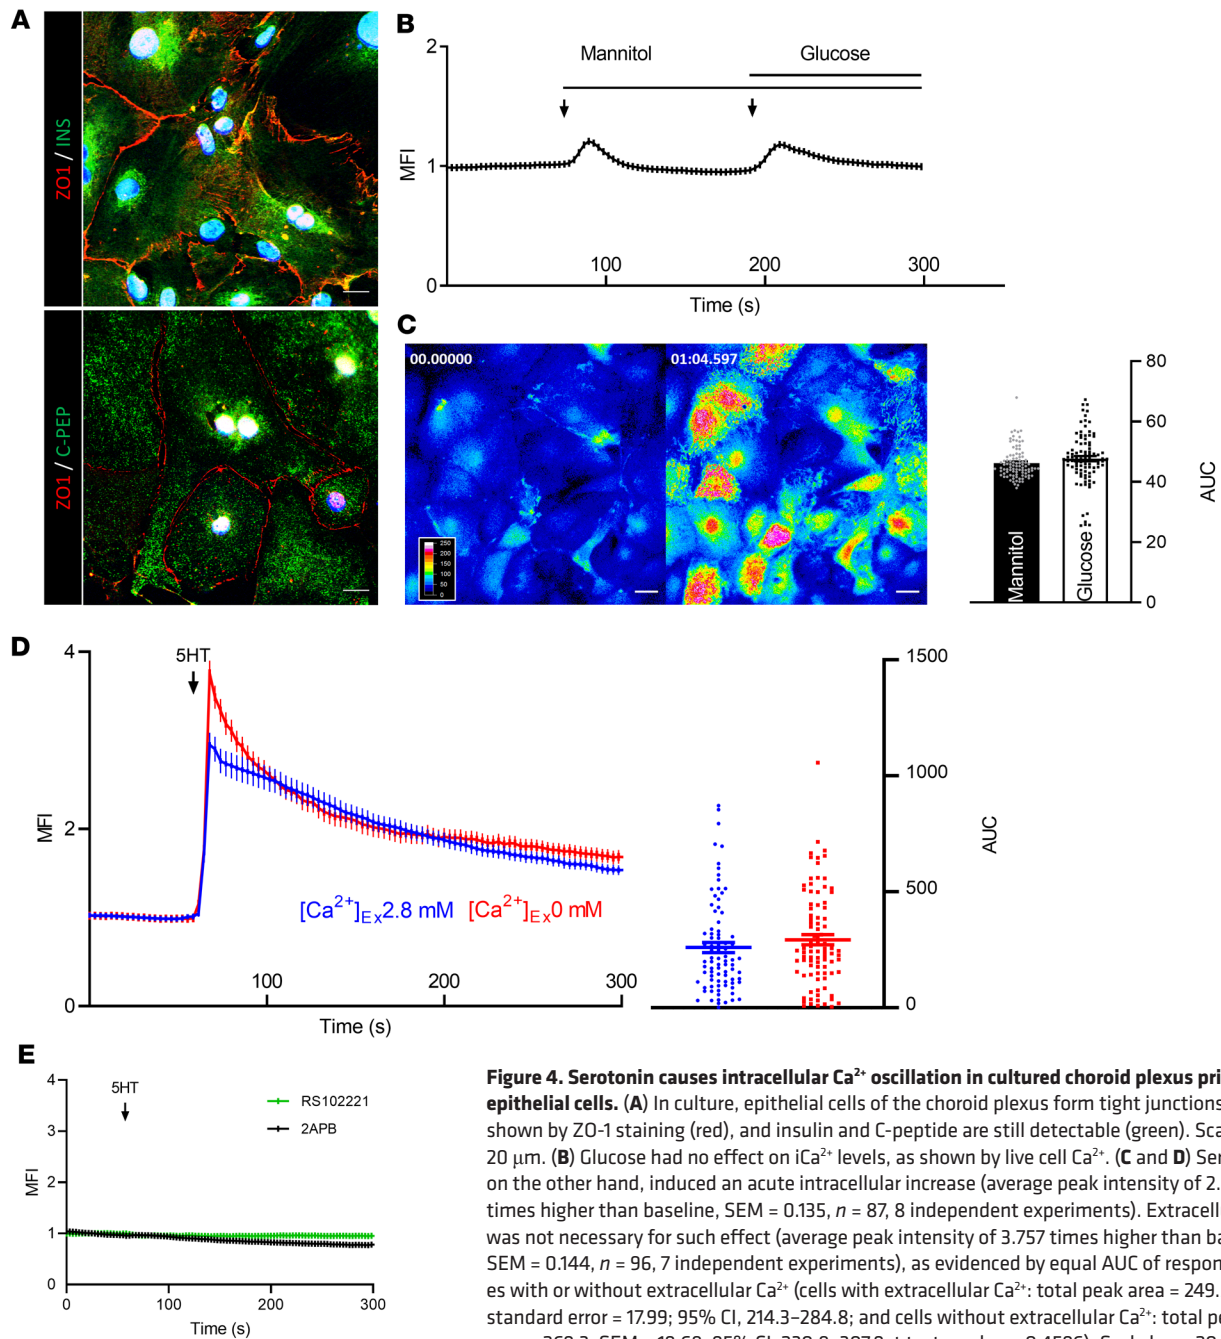 A
ZO1 / INS
ZO1 / C-PEP
B
2
1
0
MFI
Mannitol
Glucose
100
200
300
Time (s)
C
00.00000
01:04.597
250
200
150
100
50
0
80
60
40
20
0
AUC
Mannitol
Glucose
D
4
2
0
MFI
5HT
[Ca2+]Ex2.8 mM
[Ca2+]Ex0 mM
100
200
300
Time (s)
1500
1000
500
0
AUC
E
4
3
2
1
0
MFI
5HT
RS102221
2APB
0
100
200
300
Time (s)
Figure 4. Serotonin causes intracellular Ca2+ oscillation in cultured choroid plexus pri
epithelial cells. (A) In culture, epithelial cells of the choroid plexus form tight junctions
shown by ZO-1 staining (red), and insulin and C-peptide are still detectable (green). Sca
20 μm. (B) Glucose had no effect on iCa2+ levels, as shown by live cell Ca2+. (C and D) Ser
on the other hand, induced an acute intracellular increase (average peak intensity of 2.
times higher than baseline, SEM = 0.135, n = 87, 8 independent experiments). Extracell
was not necessary for such effect (average peak intensity of 3.757 times higher than ba
SEM = 0.144, n = 96, 7 independent experiments), as evidenced by equal AUC of respon
es with or without extracellular Ca2+ (cells with extracellular Ca2+: total peak area = 249.
standard error = 17.99; 95% CI, 214.3–284.8; and cells without extracellular Ca2+: total pe